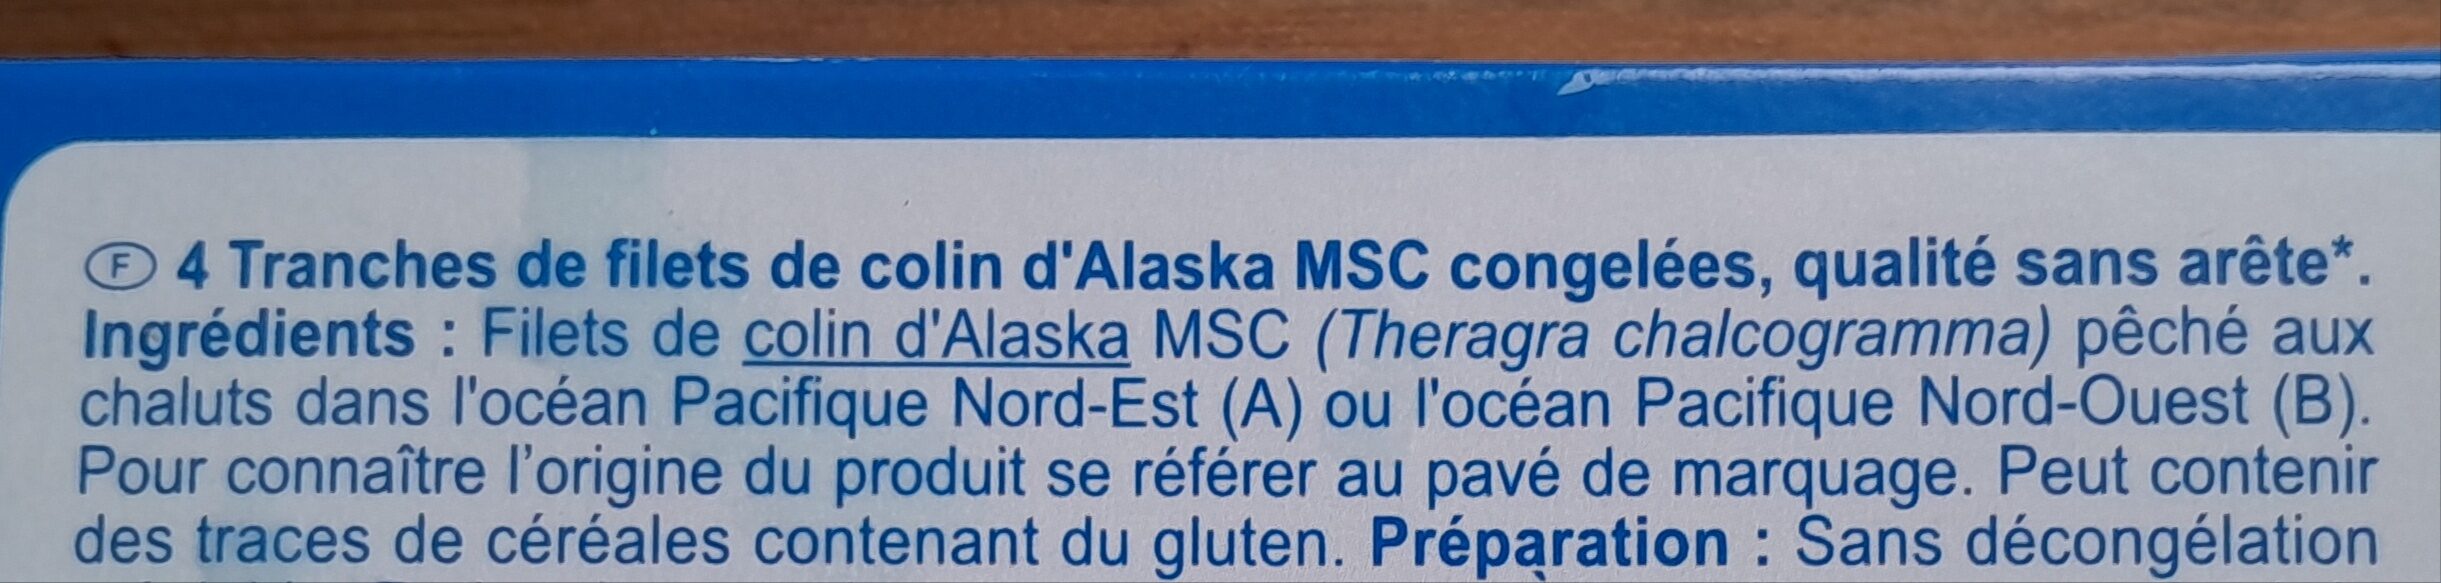 F 4 Tranches de filets de colin d'Alaska MSC congelées, qualité sans arête*.
Ingrédients : Filets de colin d'Alaska MSC (Theragra chalcogramma) pêché aux
chaluts dans l'océan Pacifique Nord-Est (A) ou l'océan Pacifique Nord-Ouest (B).
Pour connaître l’origine du produit se référer au pavé de marquage. Peut contenir
des traces de céréales contenant du gluten. Préparation : Sans décongélation